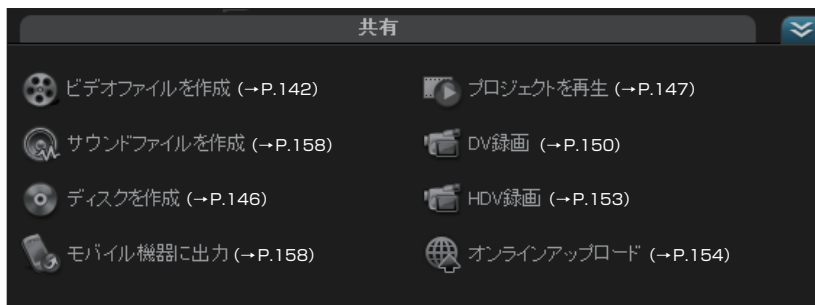 共有
ビデオファイルを作成 (→P.142)
プロジェクトを再生 (→P.147)
サウンドファイルを作成 (→P.158)
DV録画 (→P.150)
ディスクを作成 (→P.146)
HDV録画 (→P.153)
モバイル機器に出力 (→P.158)
オンラインアップロード (→P.154)